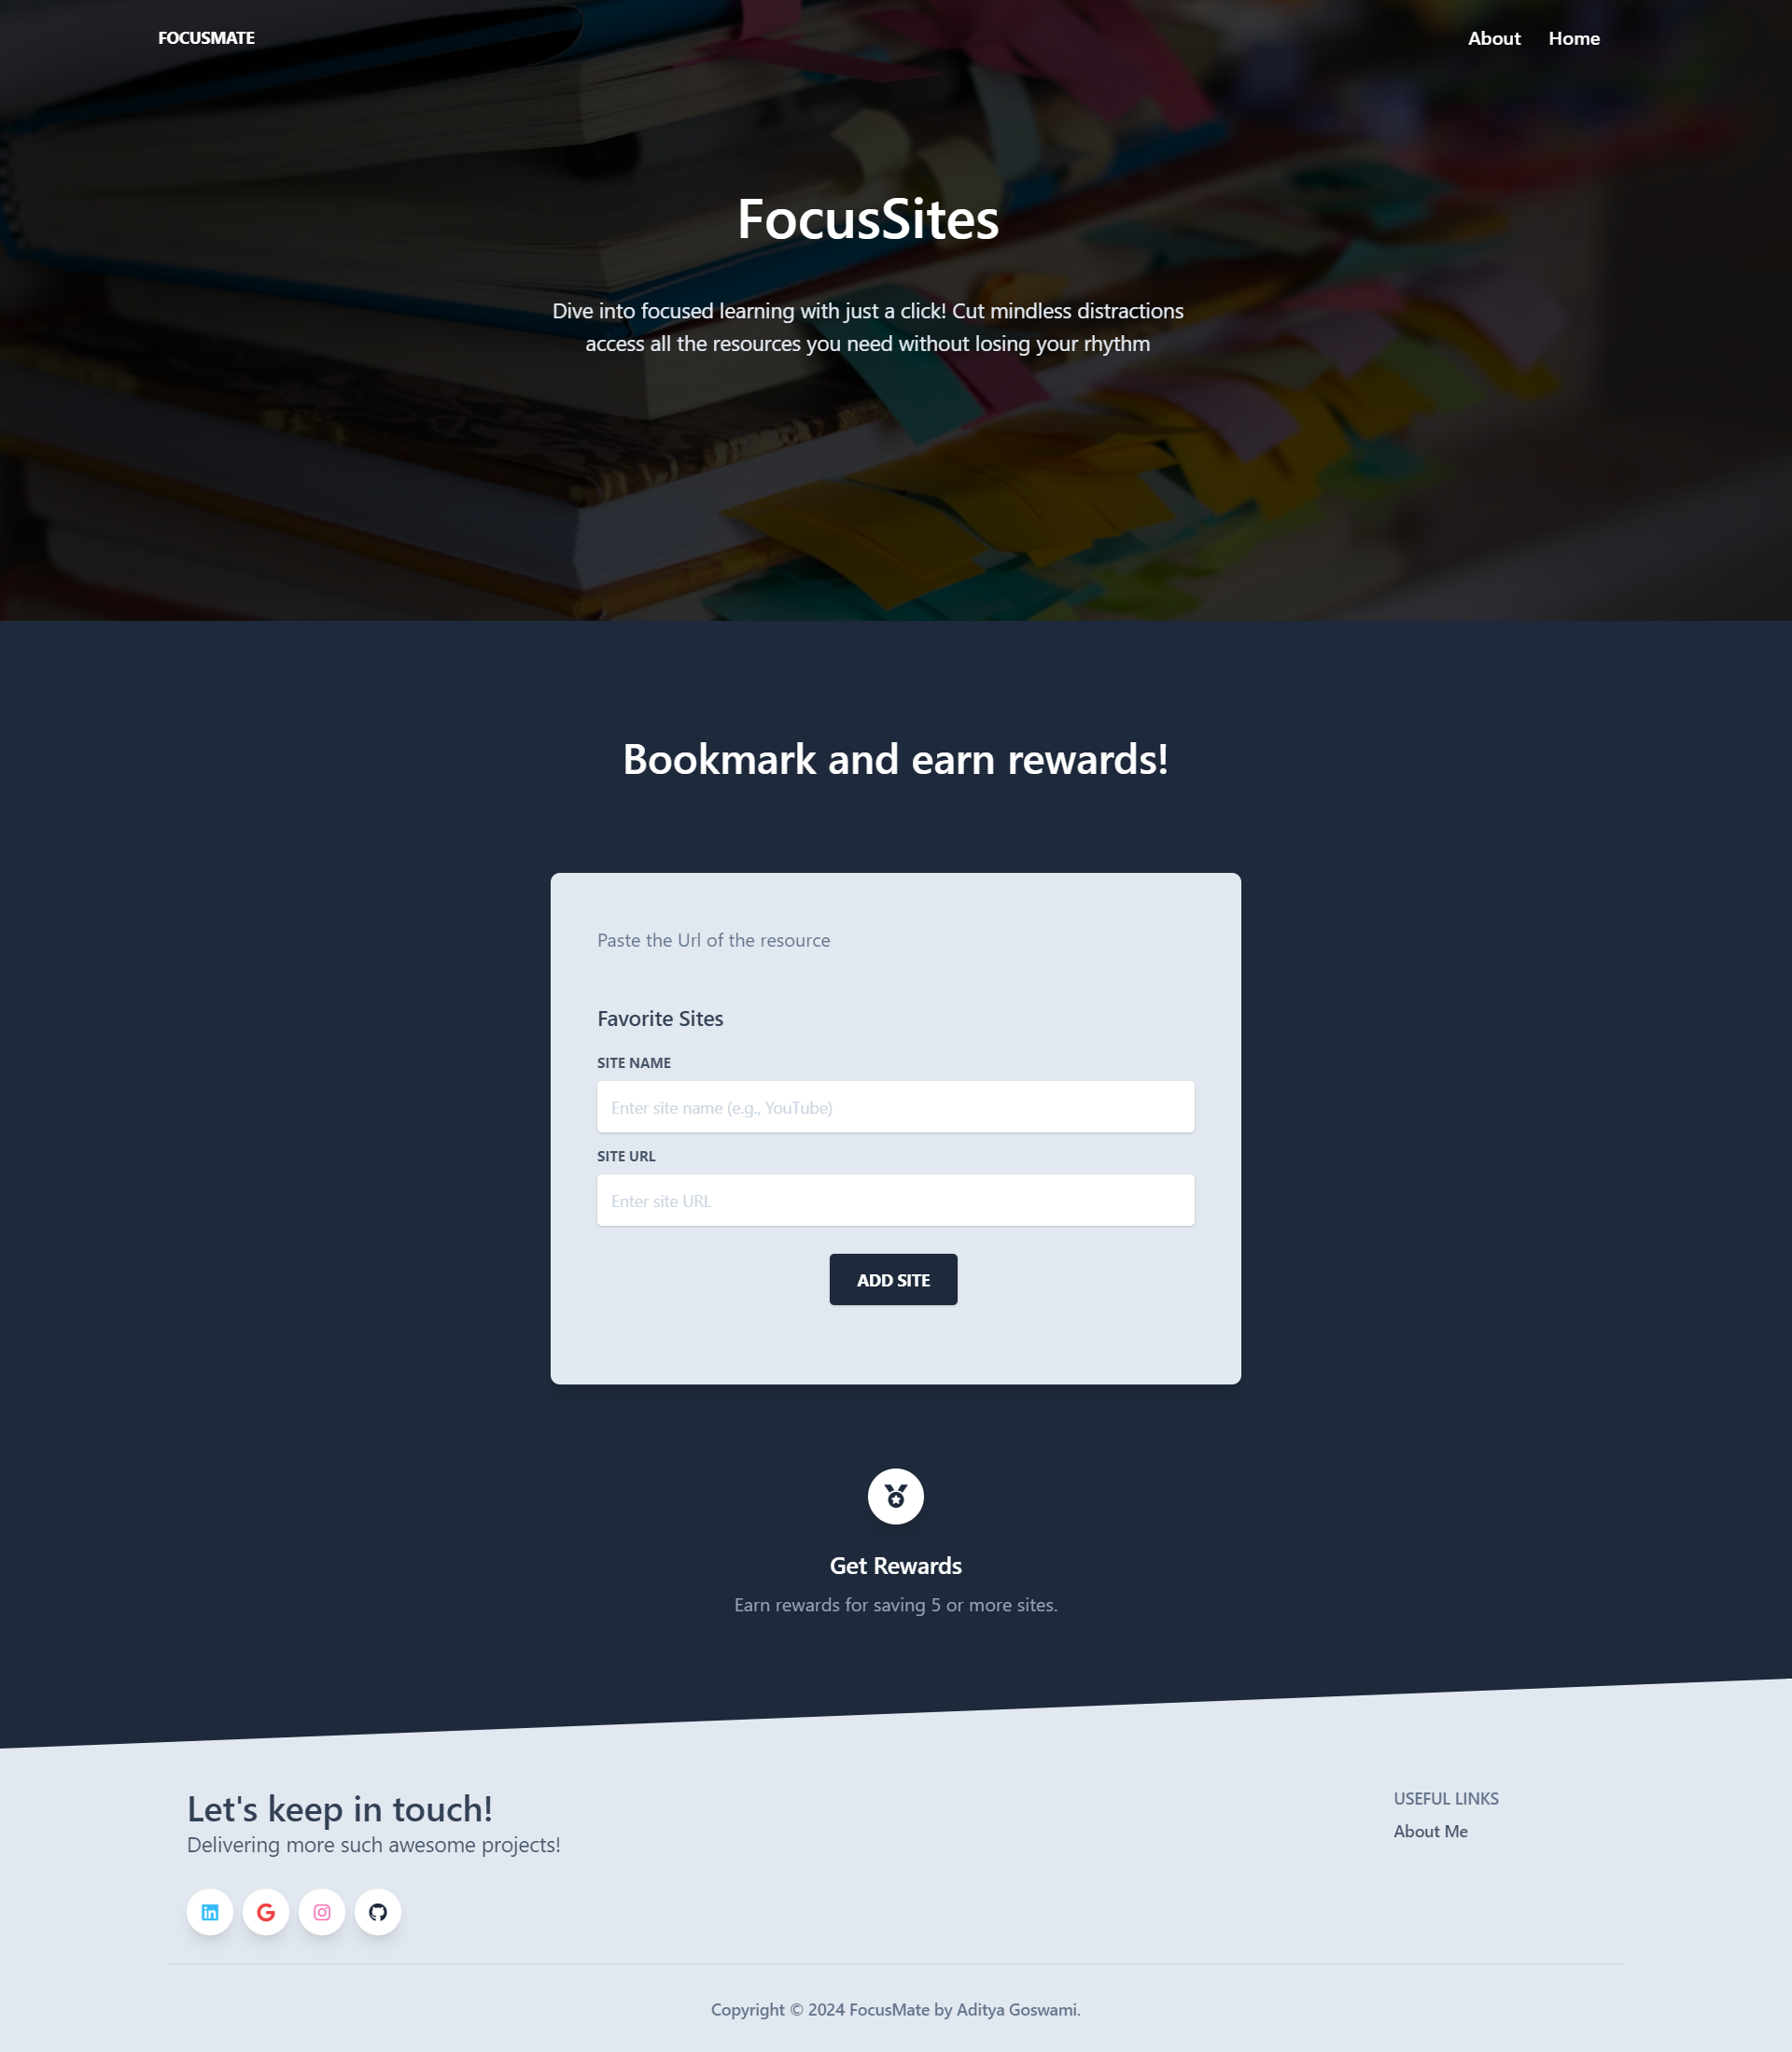 FOCUSMATE
About
Home
FocusSites
Dive into focused learning with just a click! Cut mindless distractions
access all the resources you need without losing your rhythm
Bookmark and earn rewards!
Paste the Url of the resource
Favorite Sites
SITE NAME
Enter site name (e.g., YouTube)
SITE URL
Enter site URL
ADD SITE
Get Rewards
Earn rewards for saving 5 or more sites.
Let's keep in touch!
Delivering more such awesome projects!
USEFUL LINKS
About Me
Copyright © 2024 FocusMate by Aditya Goswami.